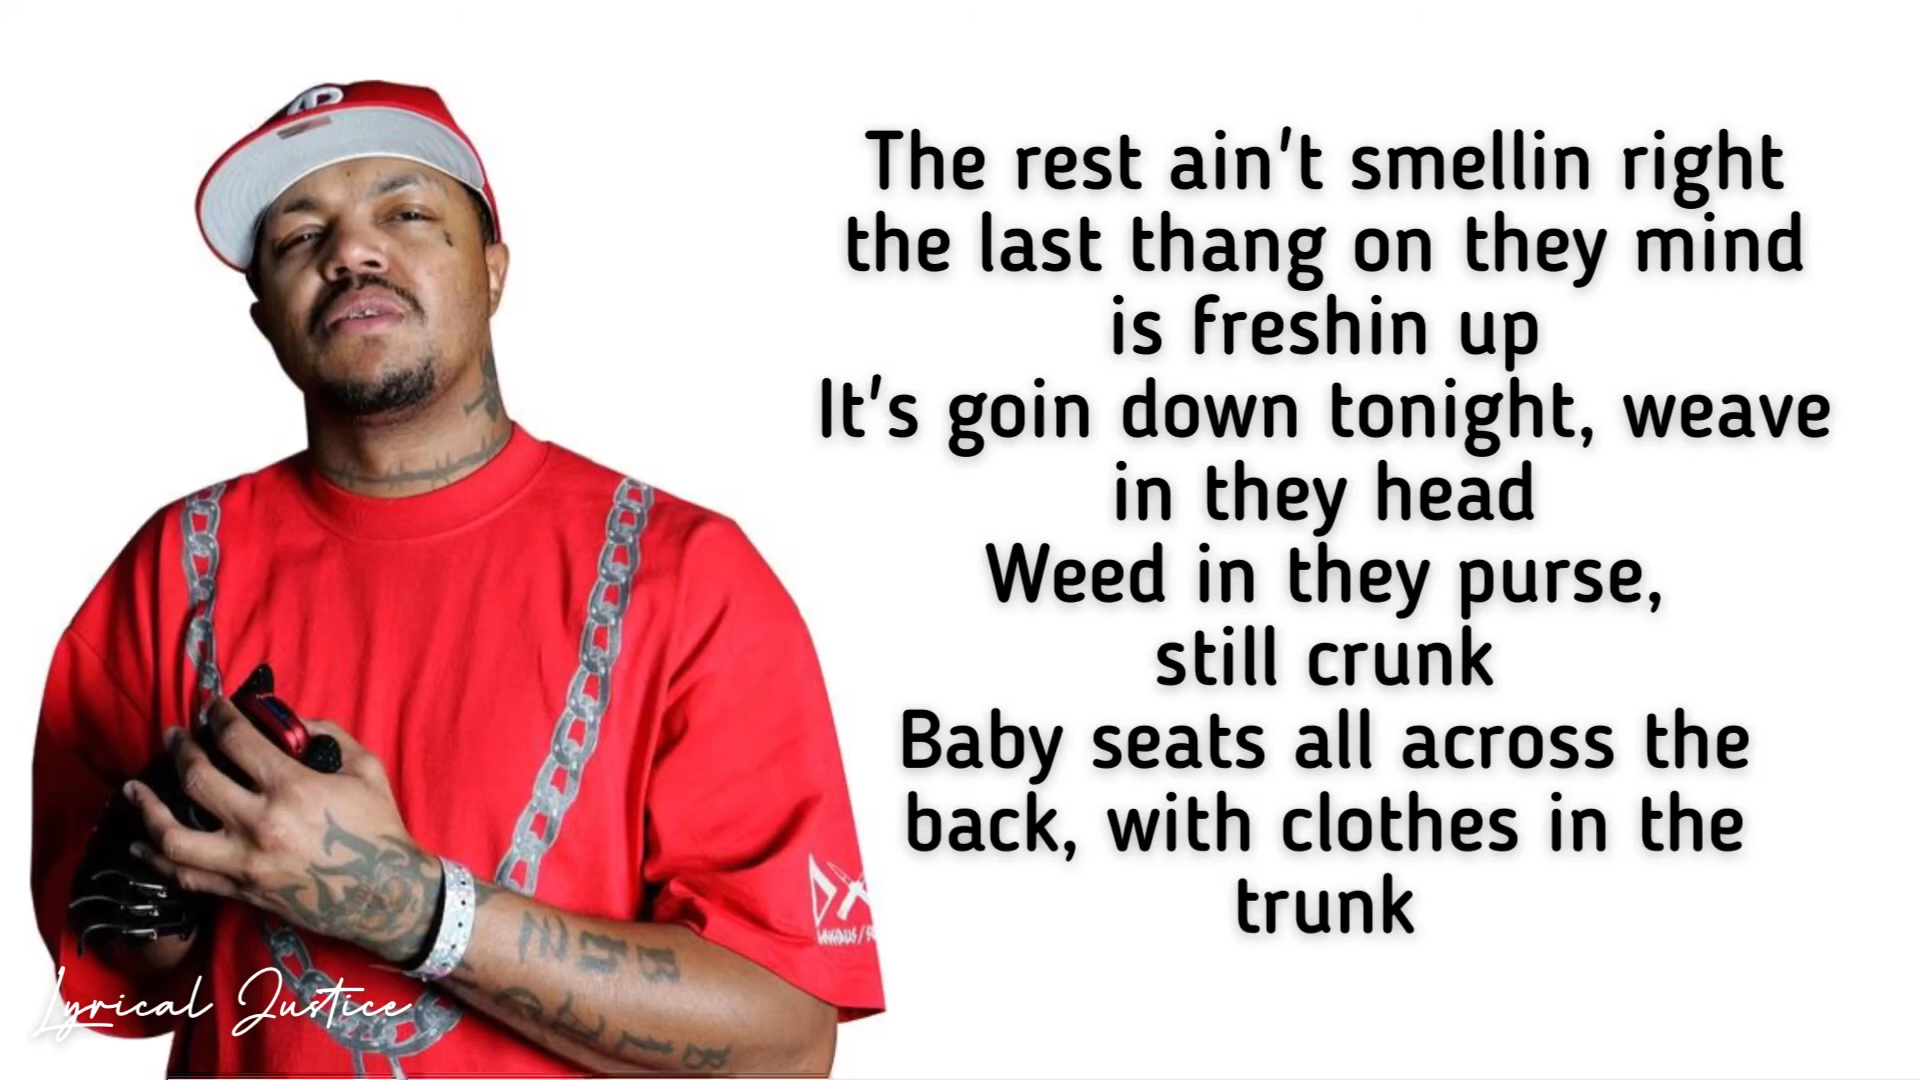 The rest ain't smellin right
the last thang on they mind
is freshin up
It's goin down tonight, weave
in they head
Weed in they purse,
still crunk
Baby seats all across the
back, with clothes in the
trunk
Lyrical Justice